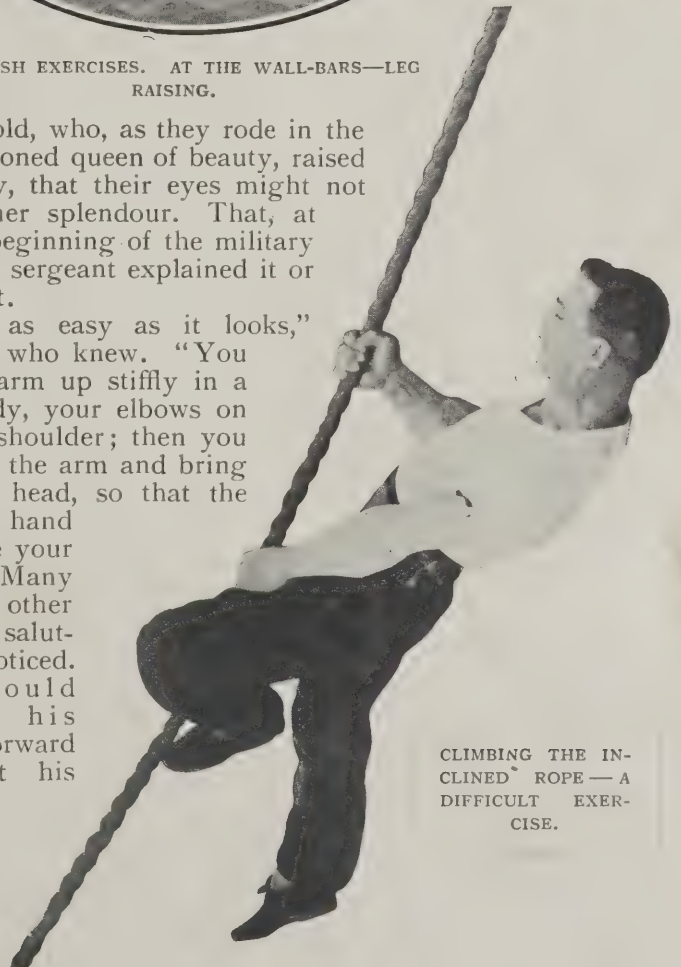 SH EXERCISES. AT THE WALL-BARS—LEG
RAISING.
old, who, as they rode in the
oned queen of beauty, raised
y, that their eyes might not
her splendour. That, at
beginning of the military
sergeant explained it or
t.
as easy as it looks,"
who knew. "You
arm up stiffly in a
dy, your elbows on
shoulder; then you
the arm and bring
head, so that the
hand
e your
Many
other
salut-
oticed.
ould
his
orward
t his
CLIMBING THE IN-
CLINED ROPE — A
DIFFICULT EXER-
CISE.